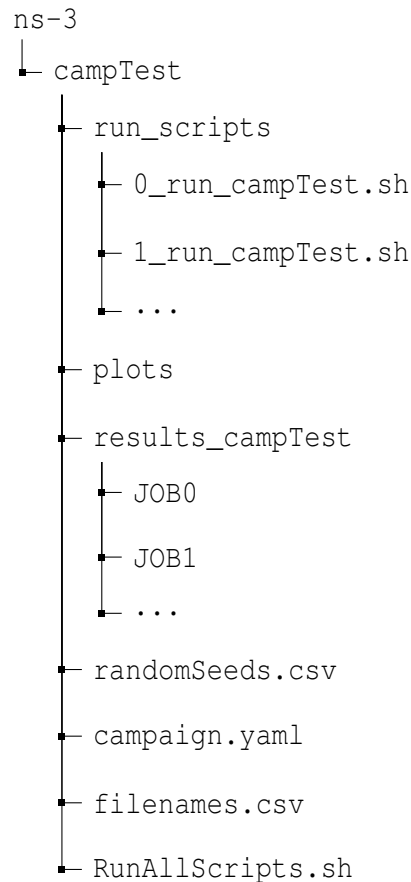 ns-3
campTest
run_scripts
0_run_campTest.sh
1_run_campTest.sh
...
plots
results_campTest
JOB0
JOB1
...
randomSeeds.csv
campaign.yaml
filenames.csv
RunAllScripts.sh